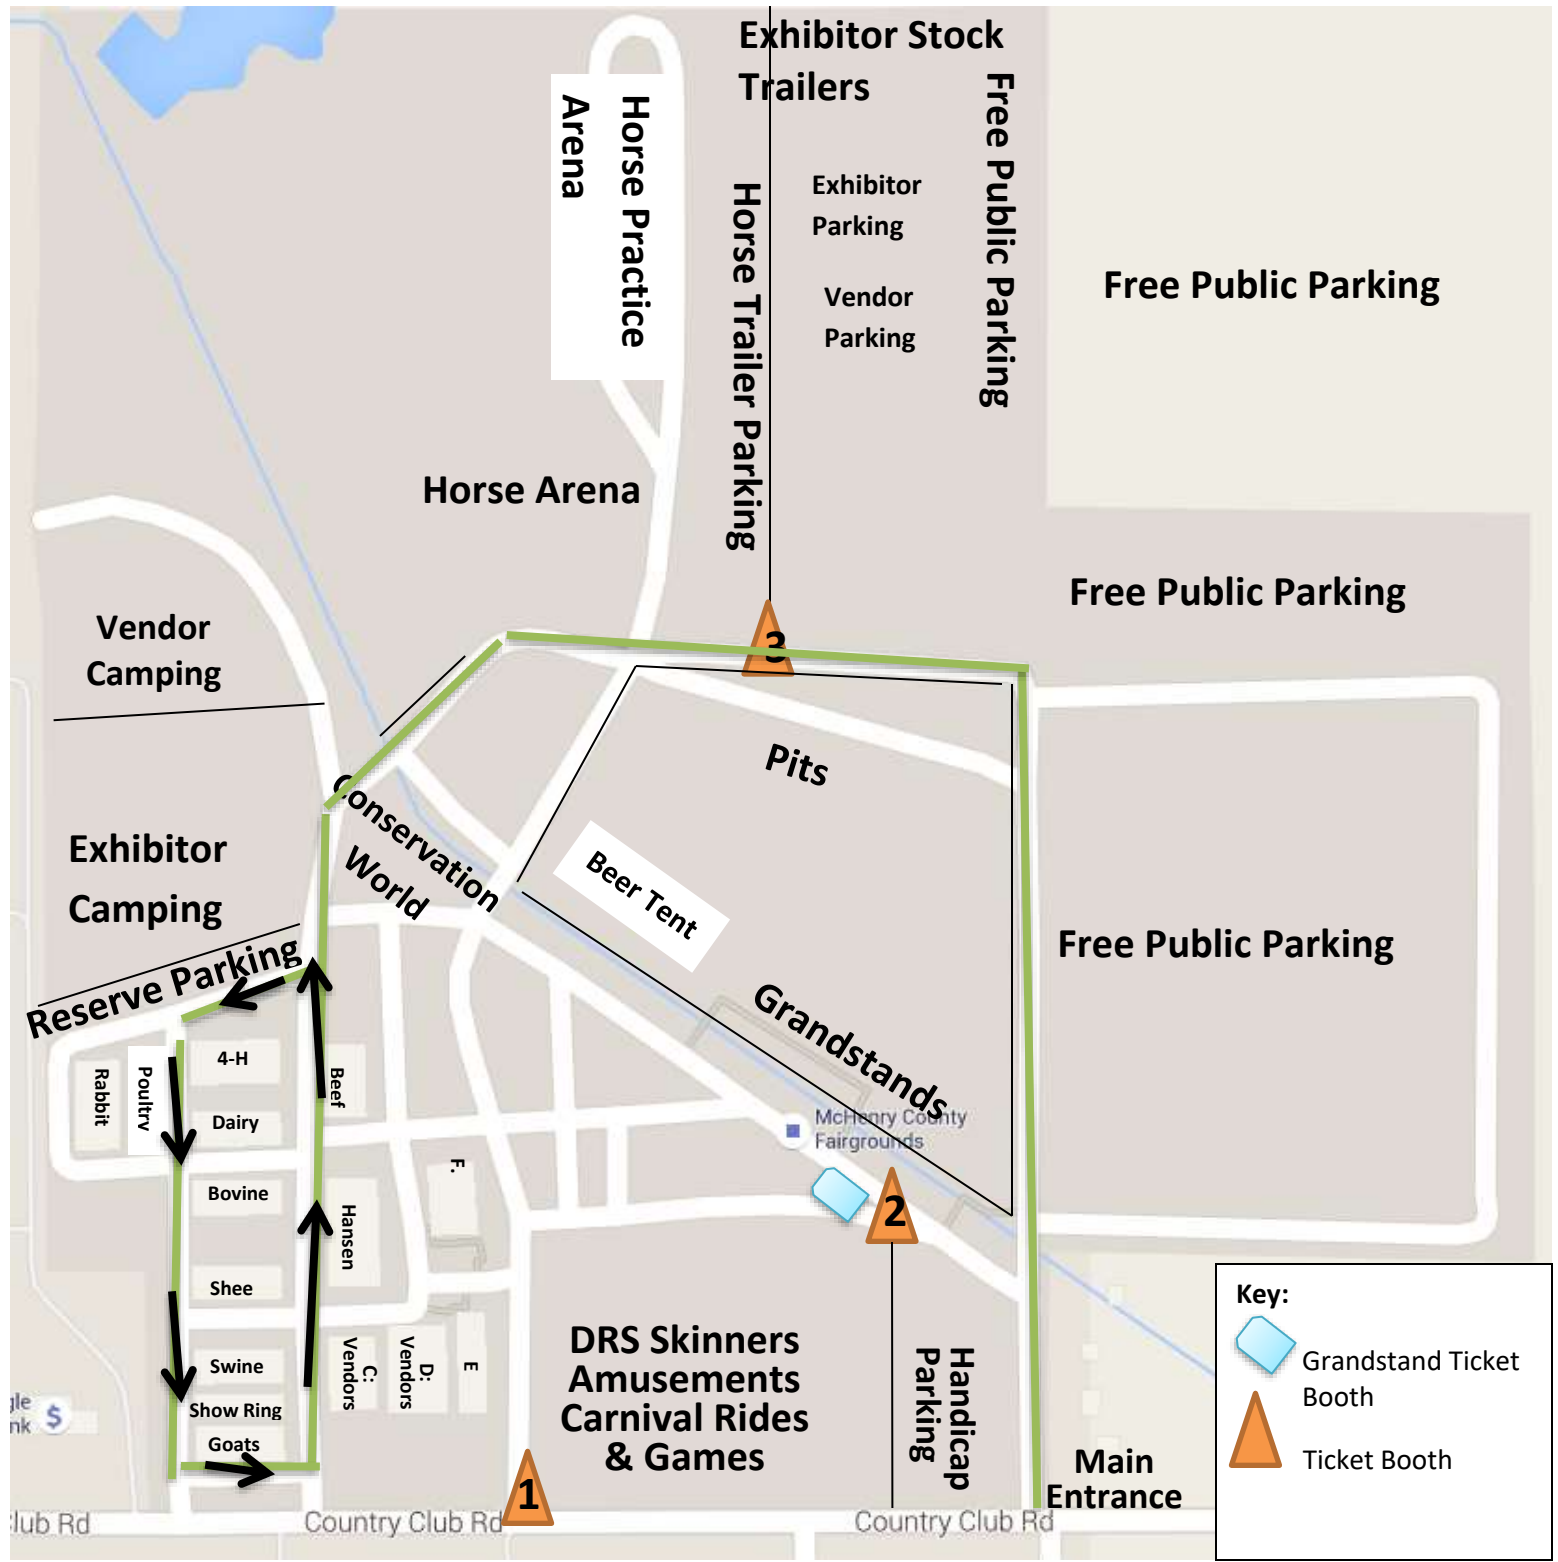 Exhibitor Stock
Trailers
Horse Practice
Arena
Free Public Parking
Exhibitor
Parking
Horse Trailer Parking
Free Public Parking
Vendor
Parking
Horse Arena
Free Public Parking
Vendor
Camping
3
Pits
Conservation
World
Exhibitor
Camping
Beer Tent
Free Public Parking
Reserve Parking
Grandstands
4-H
Beef
Rabbit
Poultry
Dairy
McHenry County
Fairgrounds
F.
Bovine
2
Hansen
Shee
Key:
Grandstand Ticket
Booth
Ticket Booth
DRS Skinners
Amusements
Carnival Rides
& Games
Handicap
Parking
C:
Vendors
D:
Vendors
E
Swine
Show Ring
Goats
gle
nk
$
Main
Entrance
1
lub Rd
Country Club Rd
Country Club Rd